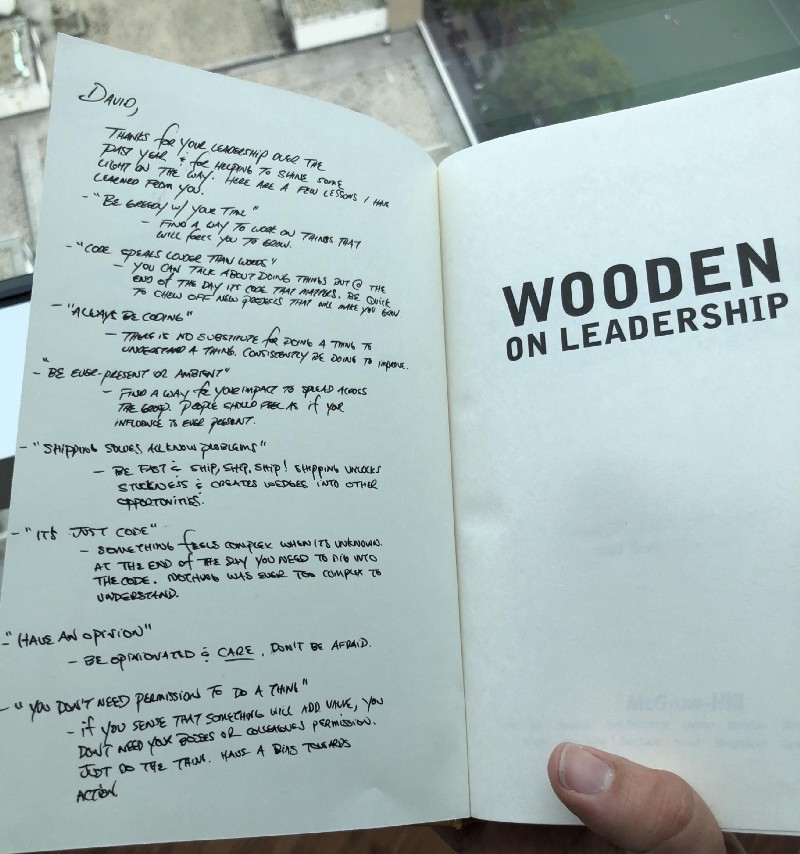 DAVID,
THANKS for YOUR LEADERSHIP OVER THE
PAST YEAR & for HELPING TO SHINE SOME
LIGHT ON THE WAY. HERE ARE A FEW LESSONS I HAVE
LEARNED FROM YOU.
- "BE GREEDY w/ YOUR TIME"
- FIND A WAY TO WORK ON THINGS THAT
WILL FORCE YOU TO GROW.
- "CODE SPEAKS LOUDER THAN WORDS"
- YOU CAN TALK ABOUT DOING THINGS BUT @ THE
END OF THE DAY ITS CODE THAT MATTERS. BE QUICK
TO CHEW OFF NEW PROJECTS THAT WILL MAKE YOU GROW
- "ALWAYS BE CODING"
- THERE IS NO SUBSTITUTE for DOING A THING TO
UNDERSTAND A THING. CONSISTENTLY BE DOING TO IMPROVE.
- "BE EVER-PRESENT OR AMBIENT"
- FIND A WAY for YOUR IMPACT TO SPREAD ACROSS
THE GROUP. PEOPLE SHOULD FEEL AS if YOUR
INFLUENCE IS EVER PRESENT.
- "SHIPPING SOLVES ALL KNOW PROBLEMS"
- BE FAST & SHIP, SHIP, SHIP! SHIPPING UNLOCKS
STUCKNESS & CREATES WEDGES INTO OTHER
OPPORTUNITIES.
- "ITS JUST CODE"
- SOMETHING FEELS COMPLEX WHEN ITS UNKNOWN.
AT THE END of THE DAY YOU NEED TO DIG INTO
THE CODE. NOTHING WAS EVER TOO COMPLEX TO
UNDERSTAND.
- "HAVE AN OPINION"
- BE OPINIONATED & CARE. DON'T BE AFRAID.
- "YOU DON'T NEED PERMISSION TO DO A THING"
- if YOU SENSE THAT SOMETHING WILL ADD VALUE, YOU
DON'T NEED YOUR BOSSES OR COLLEAGUES PERMISSION.
JUST DO THE THING. HAVE A BIAS TOWARDS
ACTION.
WOODEN
ON LEADERSHIP
McGraw-Hill